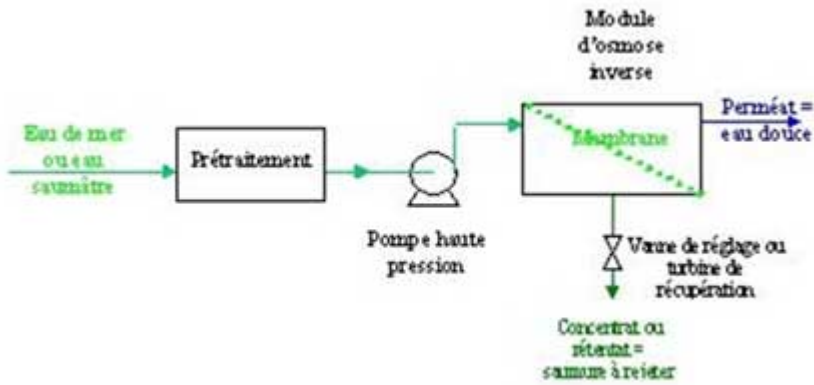 Module
d'osmose
inverse
Eau de mer
ou eau
saumâtre
Prétraitement
Pompe haute
pression
Membrane
Perméat =
eau douce
Vanne de réglage ou
turbine de
récupération
Concentrat ou
rétentat =
saumure à rejeter